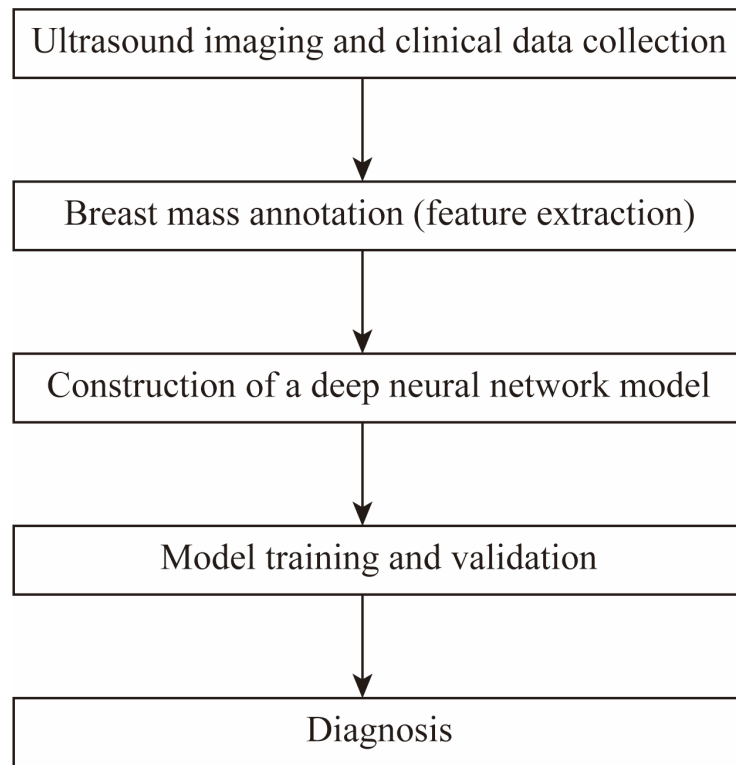 Ultrasound imaging and clinical data collection
Breast mass annotation (feature extraction)
Construction of a deep neural network model
Model training and validation
Diagnosis